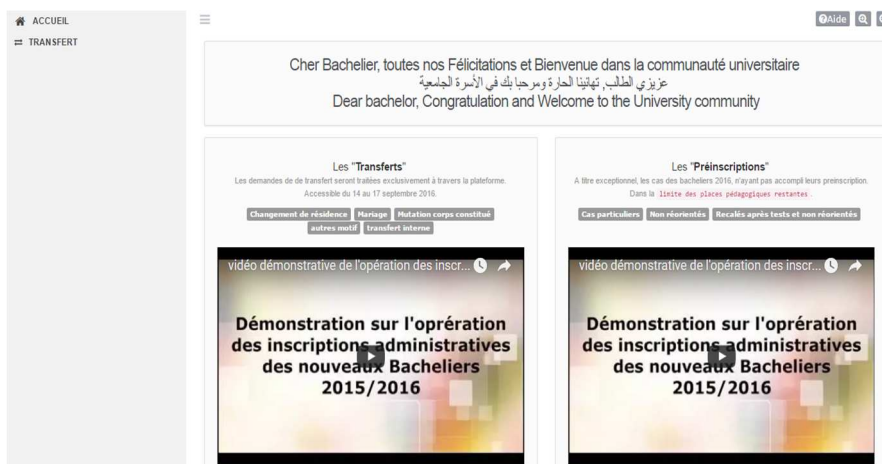 ACCUEIL
TRANSFERT
Aide
Cher Bachelier, toutes nos Félicitations et Bienvenue dans la communauté universitaire
عزيزي الطالب, تهانينا الحارة ومرحبا بك في الأسرة الجامعية
Dear bachelor, Congratulation and Welcome to the University community
Les "Transferts"
Les demandes de de transfert seront traitées exclusivement à travers la plateforme.
Accessible du 14 au 17 septembre 2016.
Changement de résidence Mariage Mutation corps constitué
autres motif transfert interne
vidéo démonstrative de l'opération des inscr...
Démonstration sur l'oprération
des inscriptions administratives
des nouveaux Bacheliers
2015/2016
Les "Préinscriptions"
A titre exceptionnel, les cas des bacheliers 2016, n'ayant pas accompli leurs preinscription.
Dans la limite des places pédagogiques restantes .
Cas particuliers Non réorientés Recalés après tests et non réorientés
vidéo démonstrative de l'opération des inscr...
Démonstration sur l'oprération
des inscriptions administratives
des nouveaux Bacheliers
2015/2016